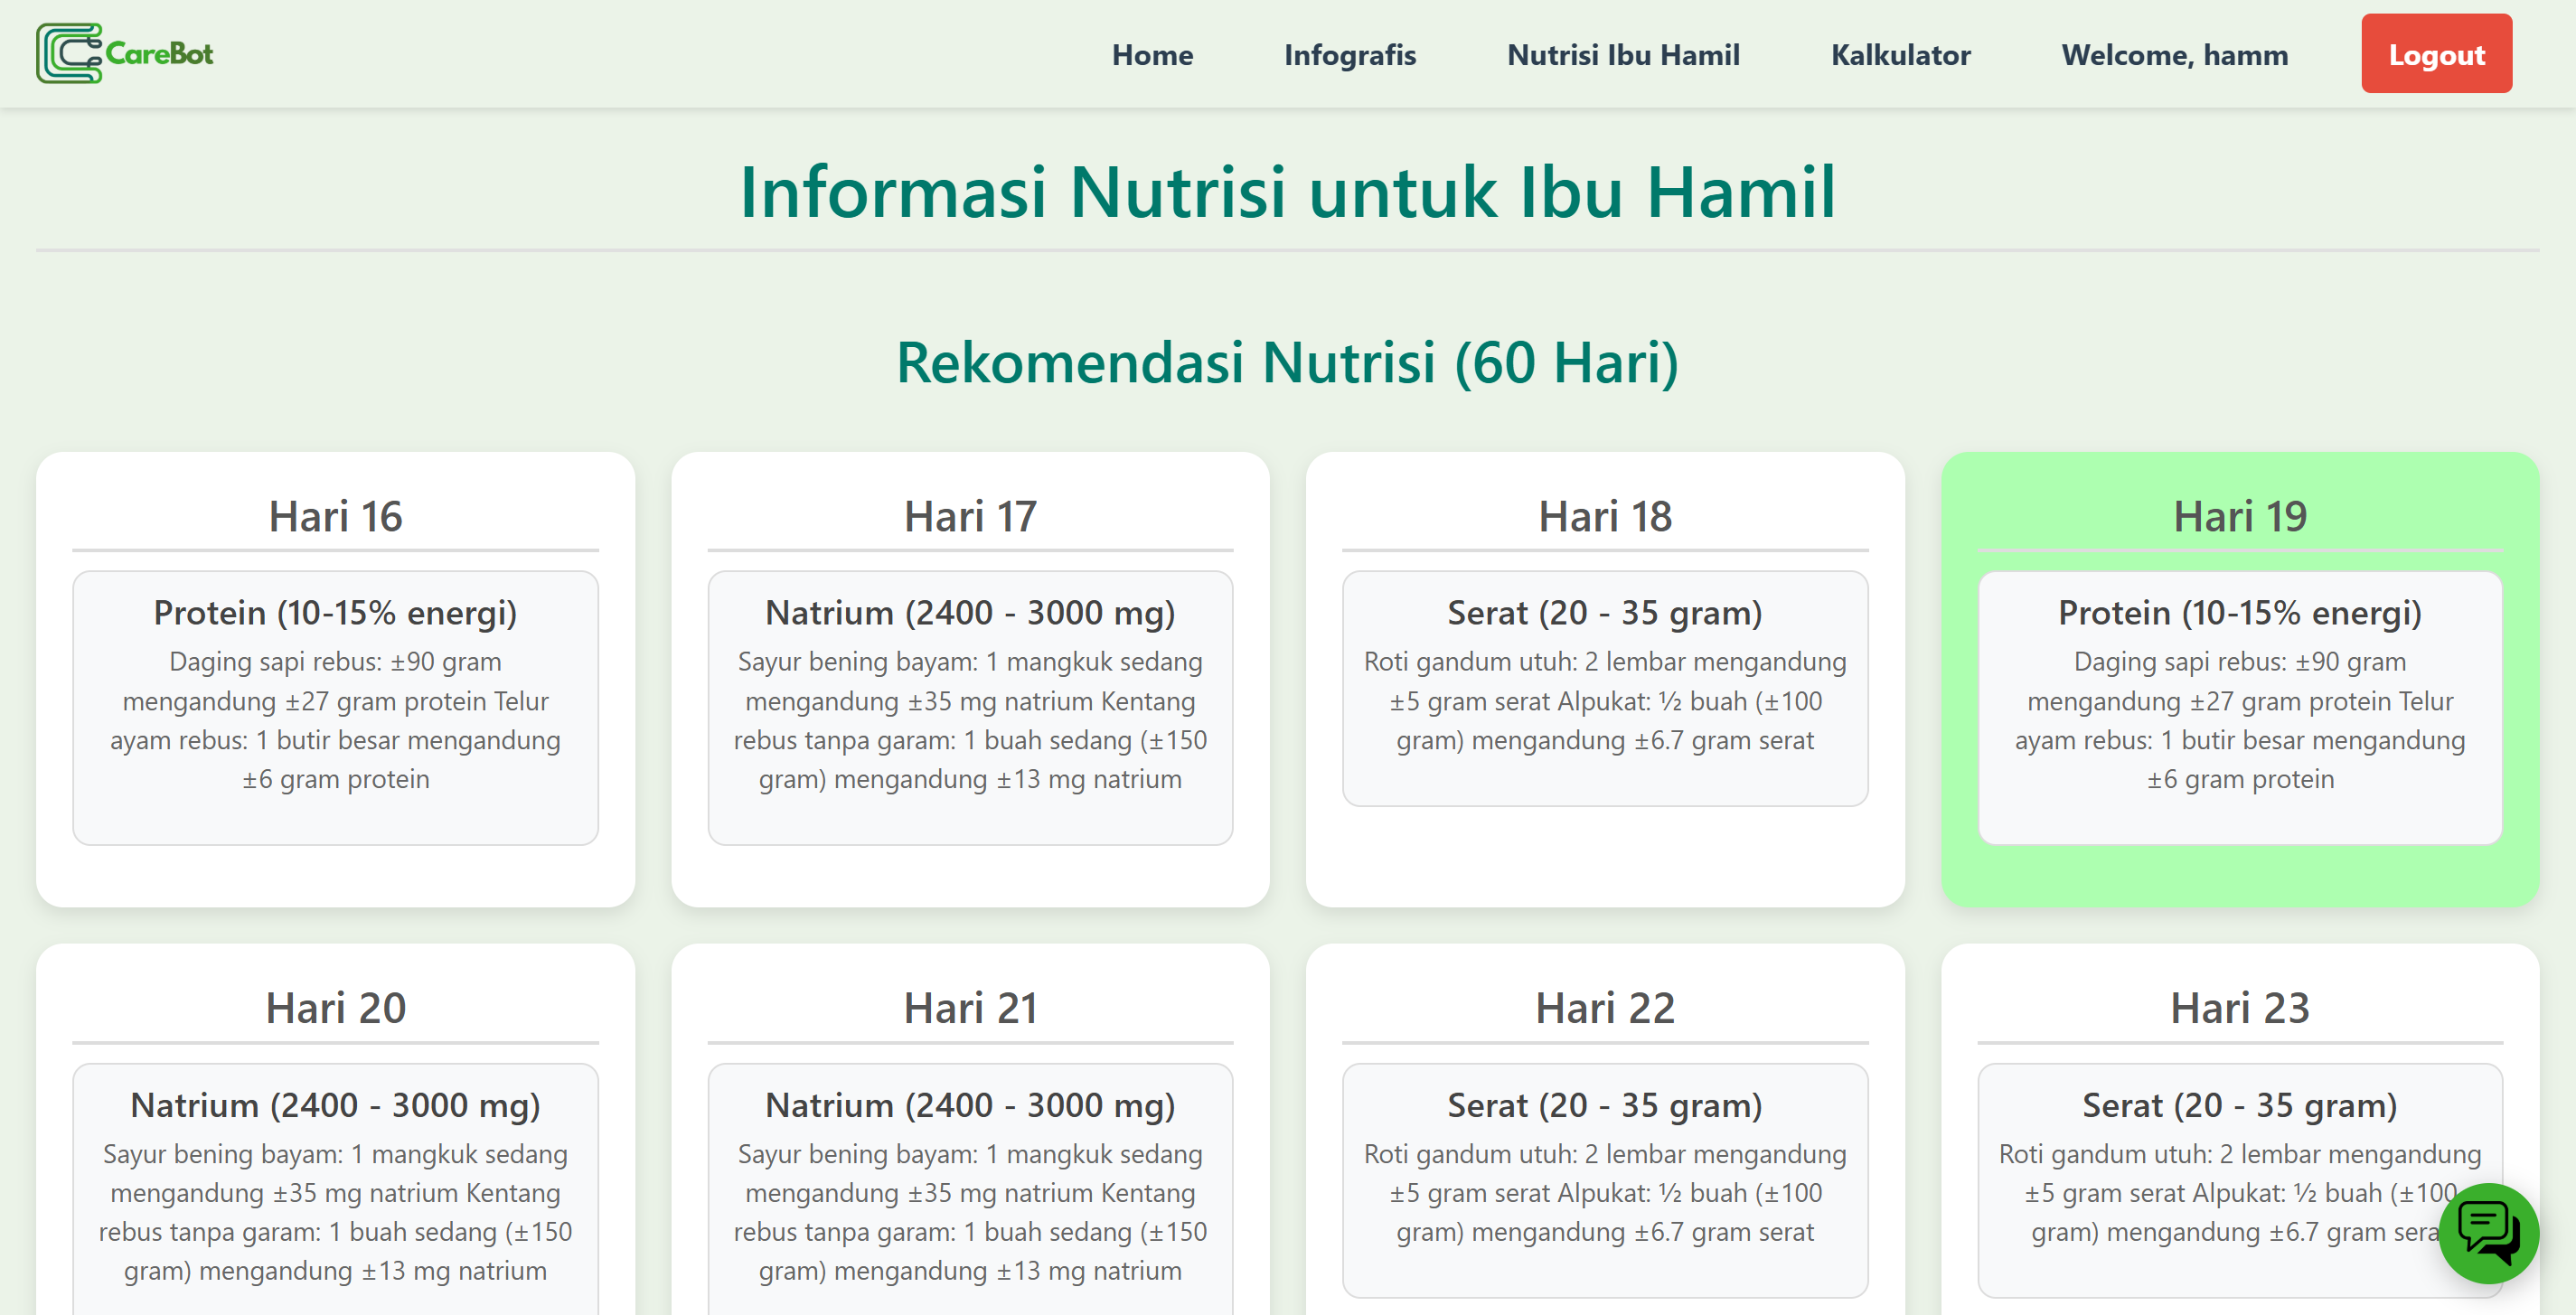 CareBot
Home
Infografis
Nutrisi Ibu Hamil
Kalkulator
Welcome, hamm
Logout
Informasi Nutrisi untuk Ibu Hamil
Rekomendasi Nutrisi (60 Hari)
Hari 16
Protein (10-15% energi)
Daging sapi rebus: ±90 gram
mengandung ±27 gram protein Telur
ayam rebus: 1 butir besar mengandung
±6 gram protein
Hari 17
Natrium (2400 - 3000 mg)
Sayur bening bayam: 1 mangkuk sedang
mengandung ±35 mg natrium Kentang
rebus tanpa garam: 1 buah sedang (±150
gram) mengandung ±13 mg natrium
Hari 18
Serat (20 - 35 gram)
Roti gandum utuh: 2 lembar mengandung
±5 gram serat Alpukat: ½ buah (±100
gram) mengandung ±6.7 gram serat
Hari 19
Protein (10-15% energi)
Daging sapi rebus: ±90 gram
mengandung ±27 gram protein Telur
ayam rebus: 1 butir besar mengandung
±6 gram protein
Hari 20
Natrium (2400 - 3000 mg)
Sayur bening bayam: 1 mangkuk sedang
mengandung ±35 mg natrium Kentang
rebus tanpa garam: 1 buah sedang (±150
gram) mengandung ±13 mg natrium
Hari 21
Natrium (2400 - 3000 mg)
Sayur bening bayam: 1 mangkuk sedang
mengandung ±35 mg natrium Kentang
rebus tanpa garam: 1 buah sedang (±150
gram) mengandung ±13 mg natrium
Hari 22
Serat (20 - 35 gram)
Roti gandum utuh: 2 lembar mengandung
±5 gram serat Alpukat: ½ buah (±100
gram) mengandung ±6.7 gram serat
Hari 23
Serat (20 - 35 gram)
Roti gandum utuh: 2 lembar mengandung
±5 gram serat Alpukat: ½ buah (±100
gram) mengandung ±6.7 gram sera